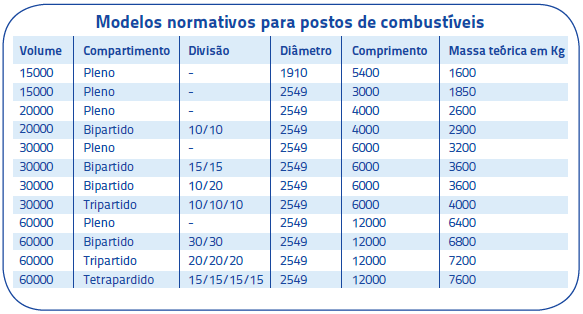 Modelos normativos para postos de combustíveis
Volume Compartimento Divisão Diâmetro Comprimento Massa teórica em Kg
15000 Pleno - 1910 5400 1600
15000 Pleno - 2549 3000 1850
20000 Pleno - 2549 4000 2600
20000 Bipartido 10/10 2549 4000 2900
30000 Pleno - 2549 6000 3200
30000 Bipartido 15/15 2549 6000 3600
30000 Bipartido 10/20 2549 6000 3600
30000 Tripartido 10/10/10 2549 6000 4000
60000 Pleno - 2549 12000 6400
60000 Bipartido 30/30 2549 12000 6800
60000 Tripartido 20/20/20 2549 12000 7200
60000 Tetrapardido 15/15/15/15 2549 12000 7600